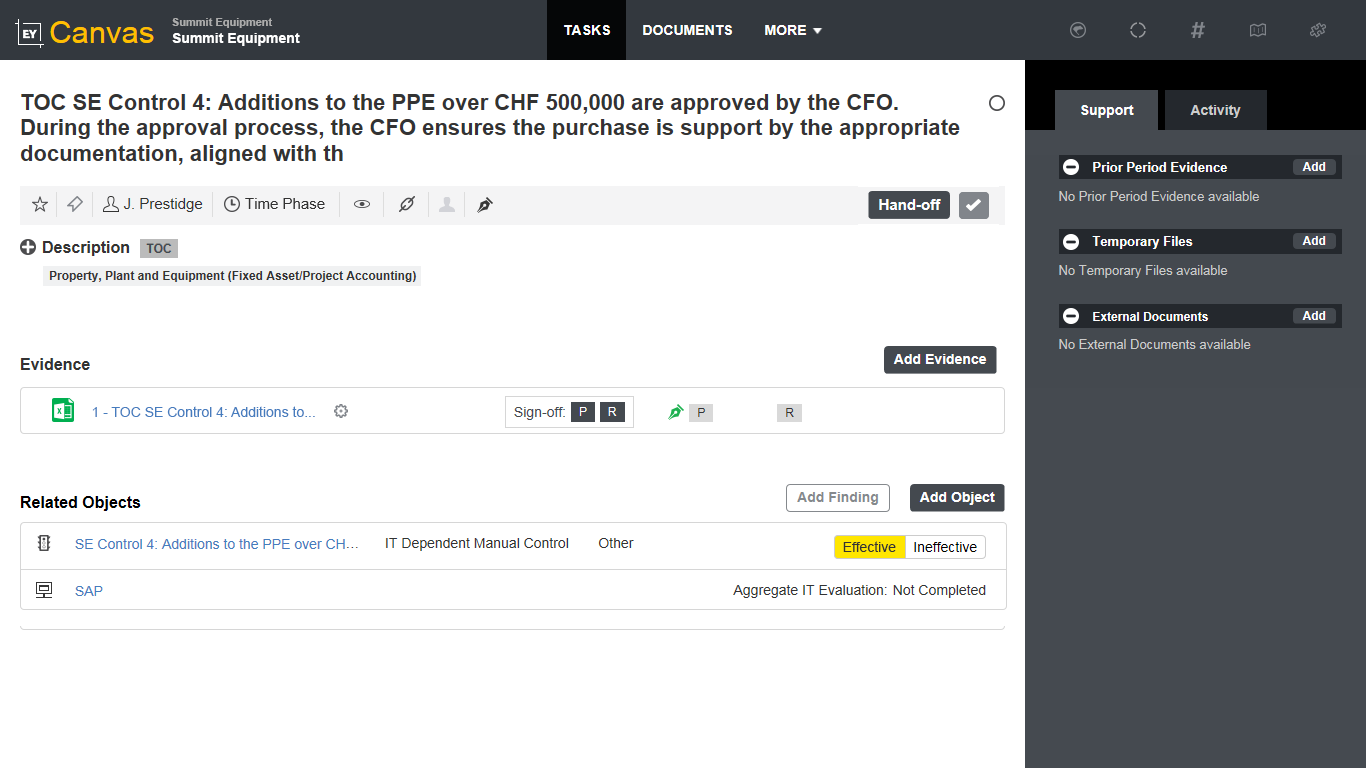 EY Canvas
Summit Equipment
Summit Equipment
TASKS
DOCUMENTS
MORE
#
TOC SE Control 4: Additions to the PPE over CHF 500,000 are approved by the CFO.
During the approval process, the CFO ensures the purchase is support by the appropriate
documentation, aligned with th
J. Prestidge
Time Phase
Hand-off
Description TOC
Property, Plant and Equipment (Fixed Asset/Project Accounting)
Evidence
Add Evidence
1 - TOC SE Control 4: Additions to...
Sign-off: P R
P
R
Related Objects
Add Finding
Add Object
SE Control 4: Additions to the PPE over CH...
IT Dependent Manual Control
Other
Effective
Ineffective
SAP
Aggregate IT Evaluation: Not Completed
Support
Activity
Prior Period Evidence
Add
No Prior Period Evidence available
Temporary Files
Add
No Temporary Files available
External Documents
Add
No External Documents available